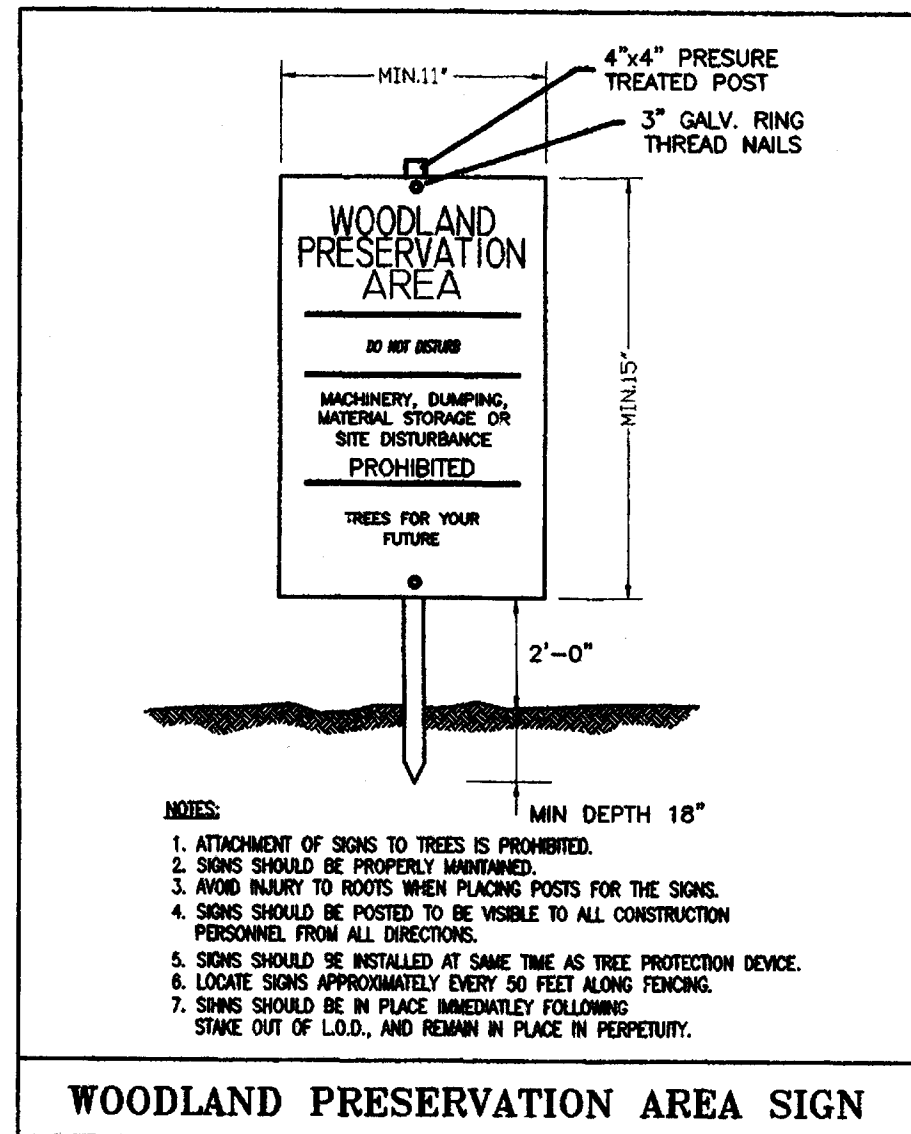 MIN.11"
4"x4" PRESURE
TREATED POST
3" GALV. RING
THREAD NAILS
WOODLAND
PRESERVATION
AREA
DO NOT DISTURB
MACHINERY, DUMPING,
MATERIAL STORAGE OR
SITE DISTURBANCE
PROHIBITED
TREES FOR YOUR
FUTURE
MIN.15"
2'-0"
MIN DEPTH 18"
NOTES:
1. ATTACHMENT OF SIGNS TO TREES IS PROHIBITED.
2. SIGNS SHOULD BE PROPERLY MAINTAINED.
3. AVOID INJURY TO ROOTS WHEN PLACING POSTS FOR THE SIGNS.
4. SIGNS SHOULD BE POSTED TO BE VISIBLE TO ALL CONSTRUCTION
PERSONNEL FROM ALL DIRECTIONS.
5. SIGNS SHOULD BE INSTALLED AT SAME TIME AS TREE PROTECTION DEVICE.
6. LOCATE SIGNS APPROXIMATELY EVERY 50 FEET ALONG FENCING.
7. SIHNS SHOULD BE IN PLACE IMMEDIATLEY FOLLOWING
STAKE OUT OF L.O.D., AND REMAIN IN PLACE IN PERPETUITY.
WOODLAND PRESERVATION AREA SIGN